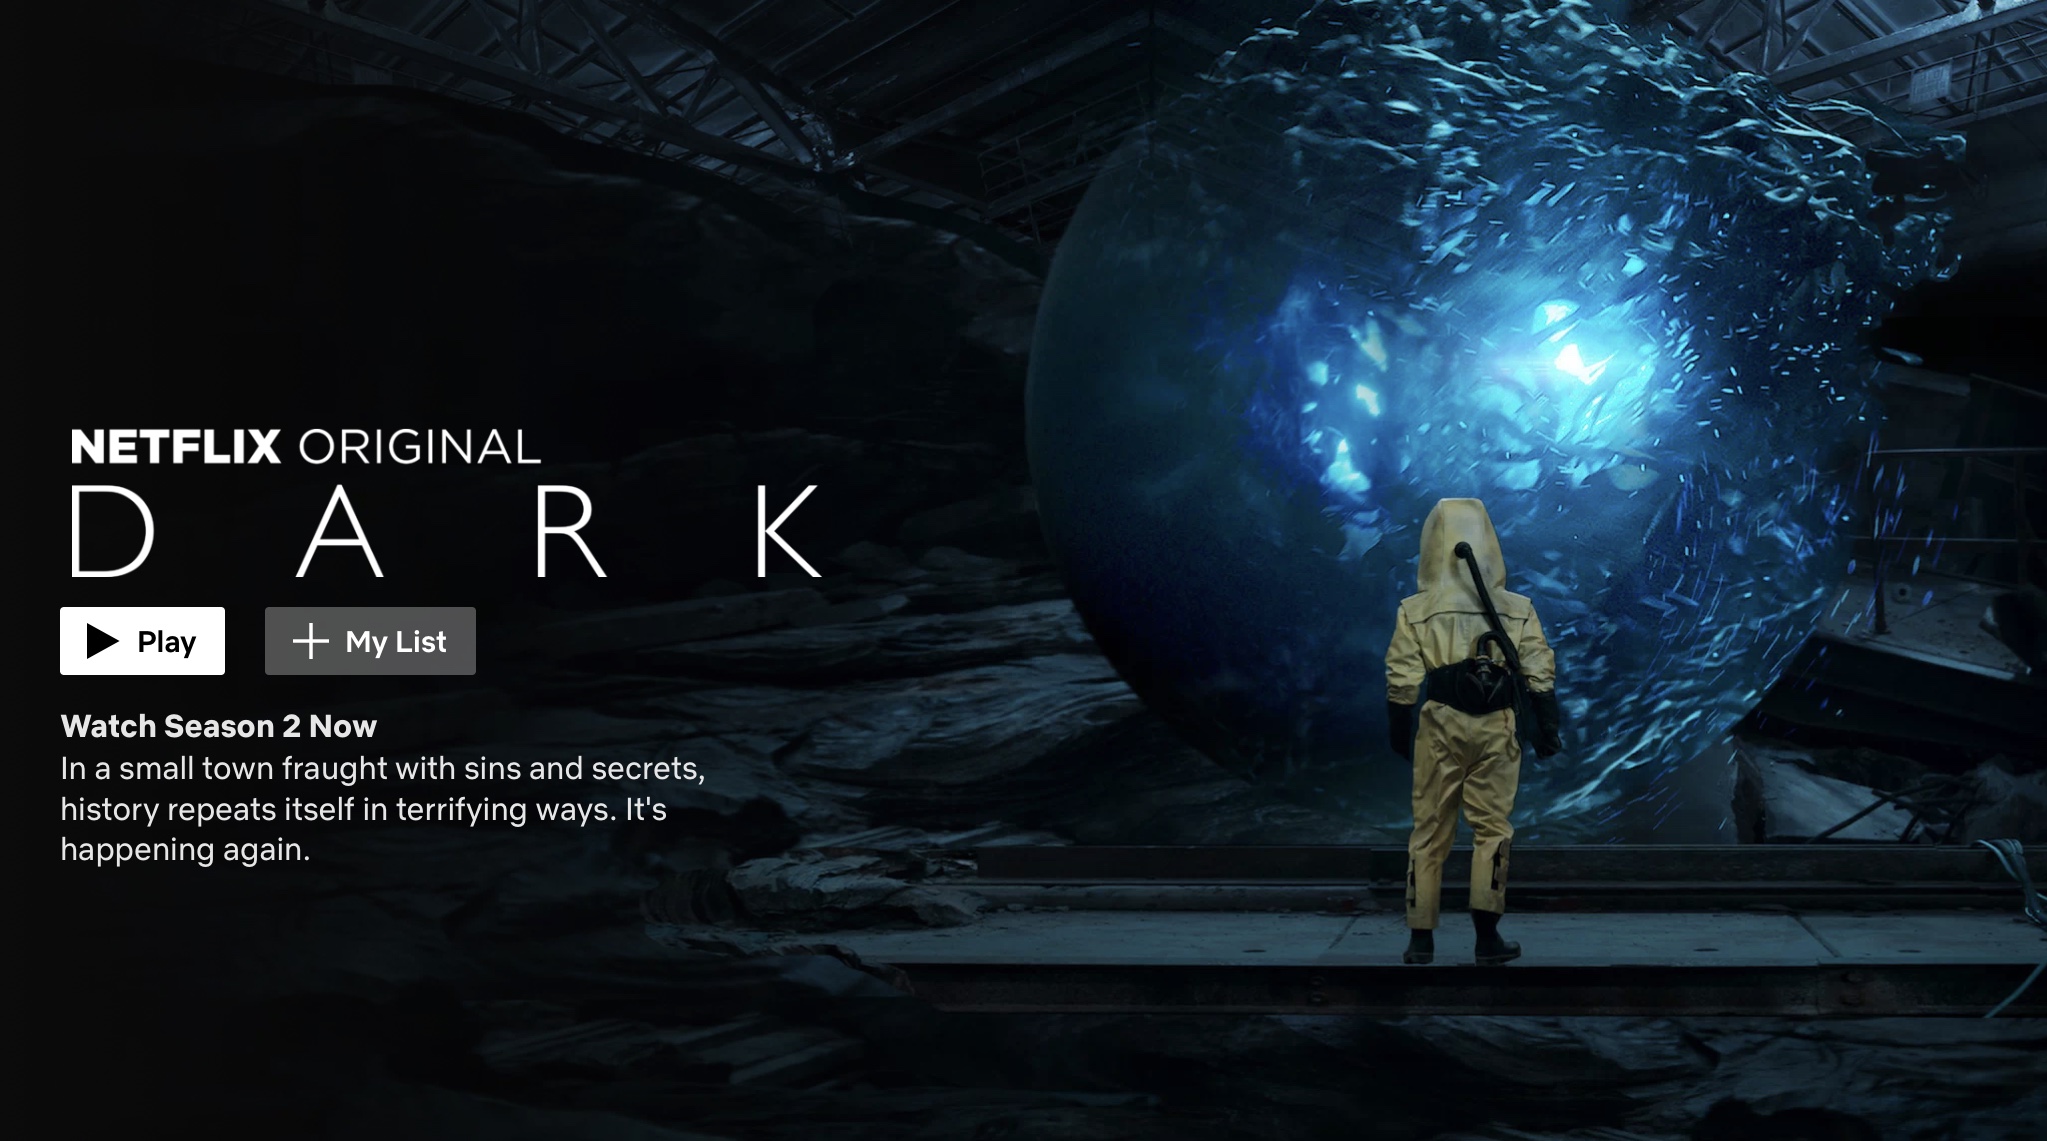 NETFLIX ORIGINAL
DARK
Play
My List
Watch Season 2 Now
In a small town fraught with sins and secrets,
history repeats itself in terrifying ways. It's
happening again.